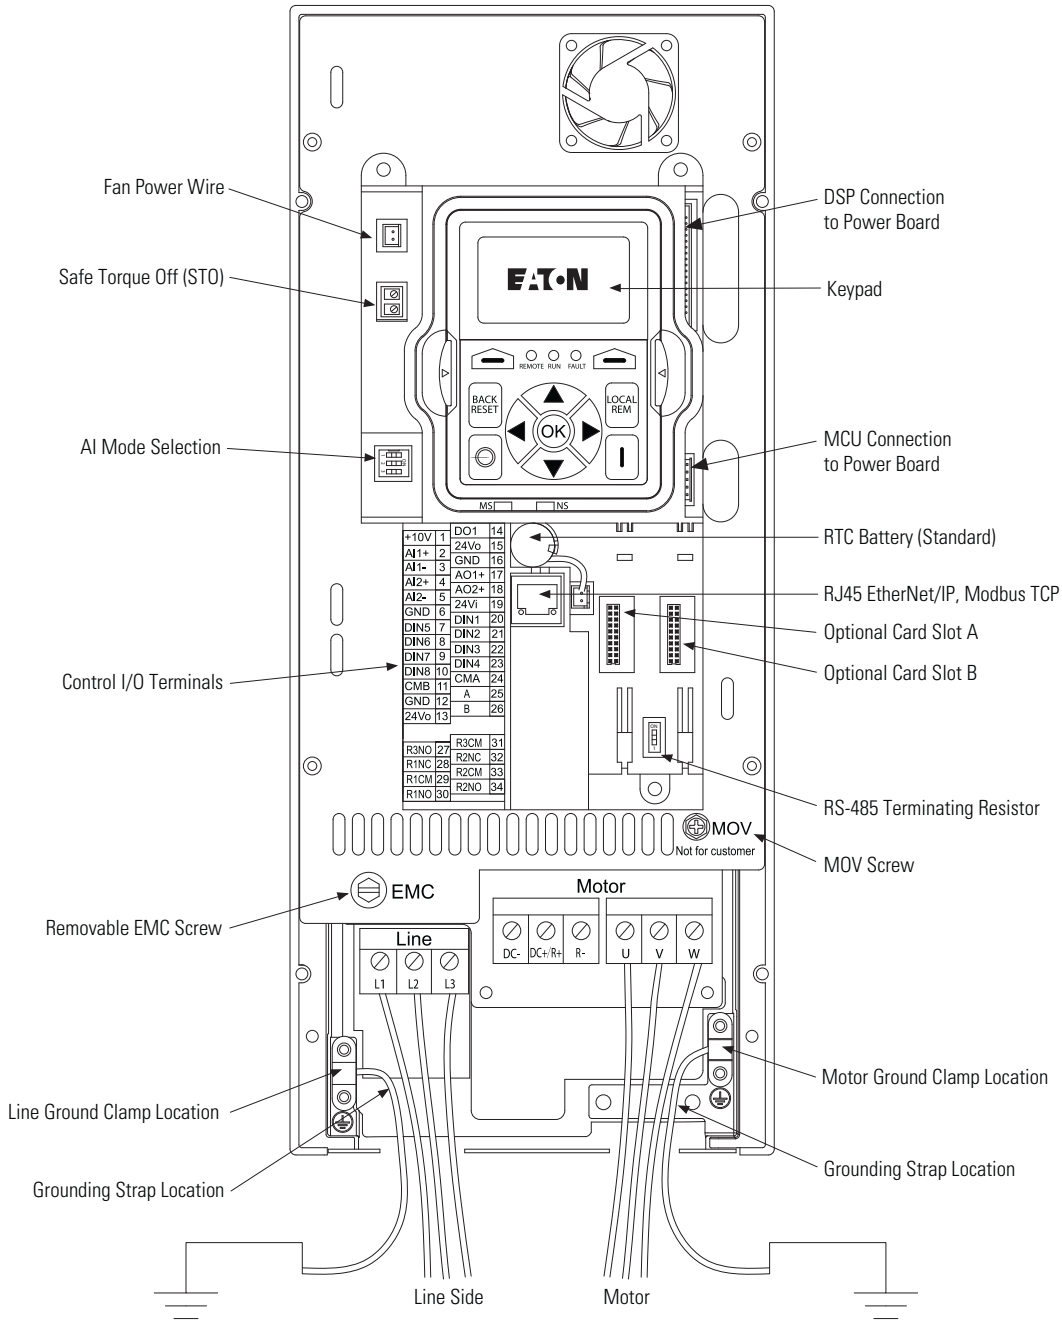 Fan Power Wire
Safe Torque Off (STO)
AI Mode Selection
Control I/O Terminals
Removable EMC Screw
Line Ground Clamp Location
Grounding Strap Location
DSP Connection
to Power Board
Keypad
MCU Connection
to Power Board
RTC Battery (Standard)
RJ45 EtherNet/IP, Modbus TCP
Optional Card Slot A
Optional Card Slot B
RS-485 Terminating Resistor
MOV Screw
Motor Ground Clamp Location
Grounding Strap Location
EATON
REMOTE RUN FAULT
BACK
RESET
LOCAL
REM
OK
MS NS
+10V 1
AI1+ 2
AI1- 3
AI2+ 4
AI2- 5
GND 6
DIN5 7
DIN6 8
DIN7 9
DIN8 10
CMB 11
GND 12
24Vo 13
DO1 14
24Vo 15
GND 16
AO1+ 17
AO2+ 18
24Vi 19
DIN1 20
DIN2 21
DIN3 22
DIN4 23
CMA 24
A 25
B 26
R3NO 27
R1NC 28
R1CM 29
R1NO 30
R3CM 31
R2NC 32
R2CM 33
R2NO 34
ON
MOV
Not for customer
EMC
Motor
DC- DC+/R+ R- U V W
Line
L1 L2 L3
Line Side
Motor